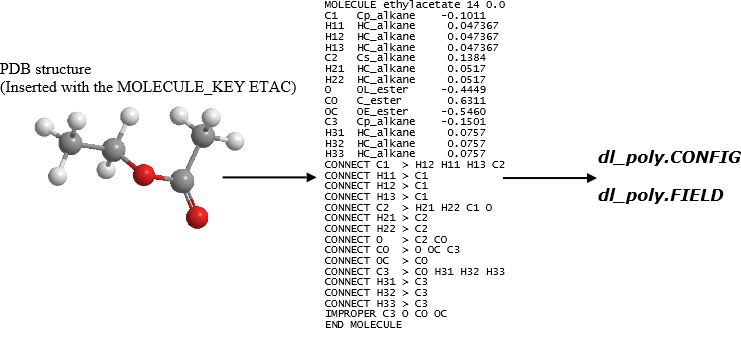 PDB structure
(Inserted with the MOLECULE_KEY ETAC)
MOLECULE ethylacetate 14 0.0
C1 Cp_alkane -0.1011
H11 HC_alkane 0.047367
H12 HC_alkane 0.047367
H13 HC_alkane 0.047367
C2 Cs_alkane 0.1384
H21 HC_alkane 0.0517
H22 HC_alkane 0.0517
O OL_ester -0.4449
CO C_ester 0.6311
OC OE_ester -0.5460
C3 Cp_alkane -0.1501
H31 HC_alkane 0.0757
H32 HC_alkane 0.0757
H33 HC_alkane 0.0757
CONNECT C1 > H12 H11 H13 C2
CONNECT H11 > C1
CONNECT H12 > C1
CONNECT H13 > C1
CONNECT C2 > H21 H22 C1 O
CONNECT H21 > C2
CONNECT H22 > C2
CONNECT O > C2 CO
CONNECT CO > O OC C3
CONNECT OC > CO
CONNECT C3 > CO H31 H32 H33
CONNECT H31 > C3
CONNECT H32 > C3
CONNECT H33 > C3
IMPROPER C3 O CO OC
END MOLECULE
dl_poly.CONFIG
dl_poly.FIELD